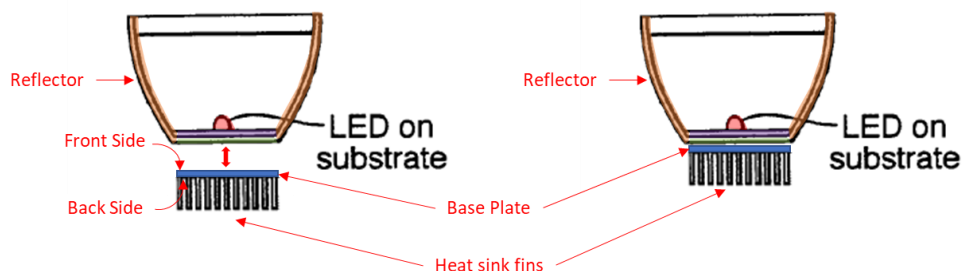 Reflector
LED on
substrate
Front Side
Back Side
Base Plate
Heat sink fins
Reflector
LED on
substrate